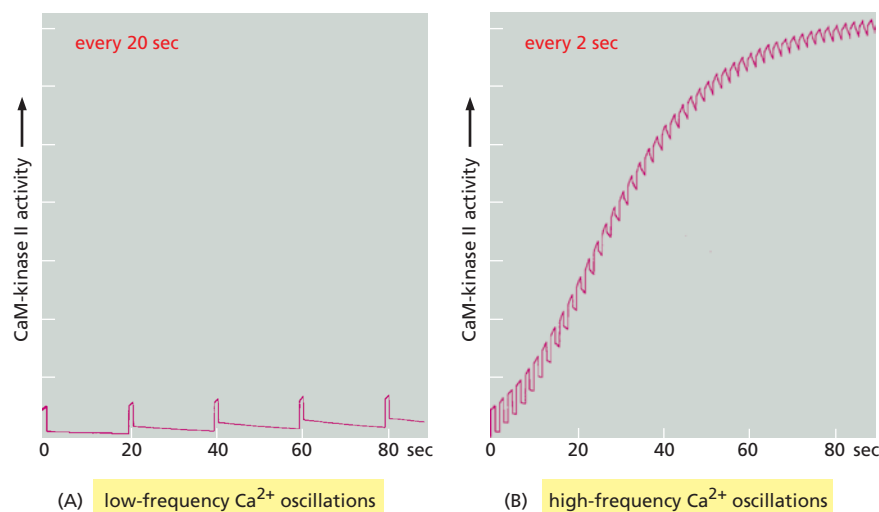 every 20 sec
CaM-kinase II activity
0 20 40 60 80 sec
(A) low-frequency Ca²⁺ oscillations
every 2 sec
CaM-kinase II activity
0 20 40 60 80 sec
(B) high-frequency Ca²⁺ oscillations